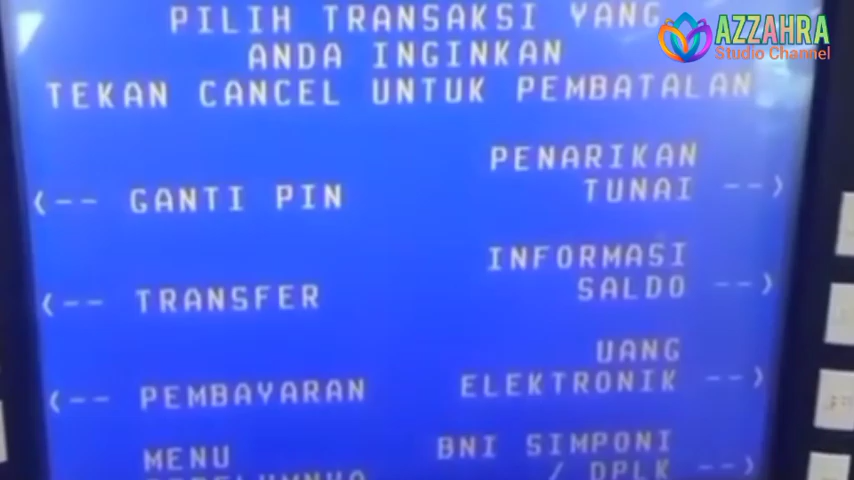 PILIH TRANSAKSI YANG
ANDA INGINKAN
TEKAN CANCEL UNTUK PEMBATALAN
PENARIKAN
<-- GANTI PIN TUNAI -->
INFORMASI
<-- TRANSFER SALDO -->
UANG
<-- PEMBAYARAN ELEKTRONIK -->
MENU BNI SIMPONI
/ DPLK -->
AZZAHRA
Studio Channel